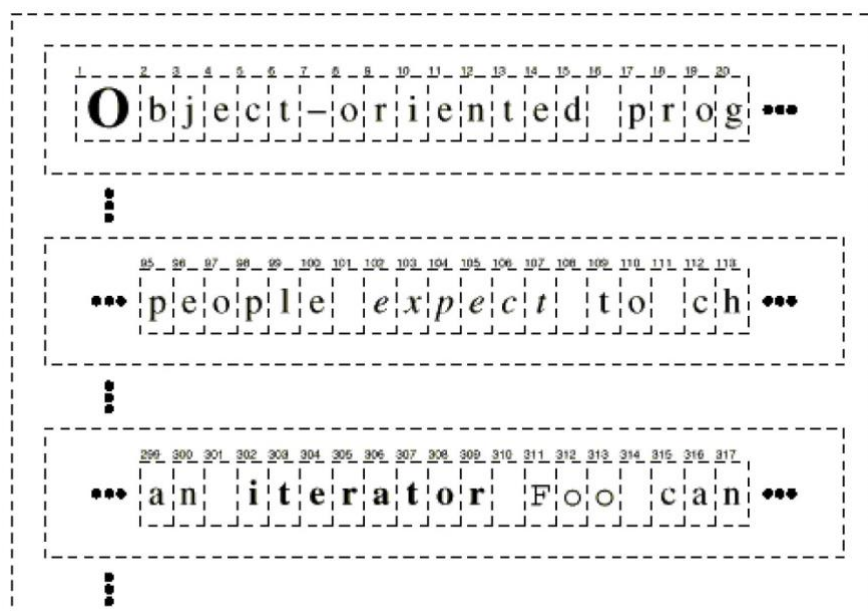 1 2 3 4 5 6 7 8 9 10 11 12 13 14 15 16 17 18 19 20
Object-oriented prog •••
95 96 97 98 99 100 101 102 103 104 105 106 107 108 109 110 111 112 113
••• people expect to ch •••
299 300 301 302 303 304 305 306 307 308 309 310 311 312 313 314 315 316 317
••• an iterator Foo can •••